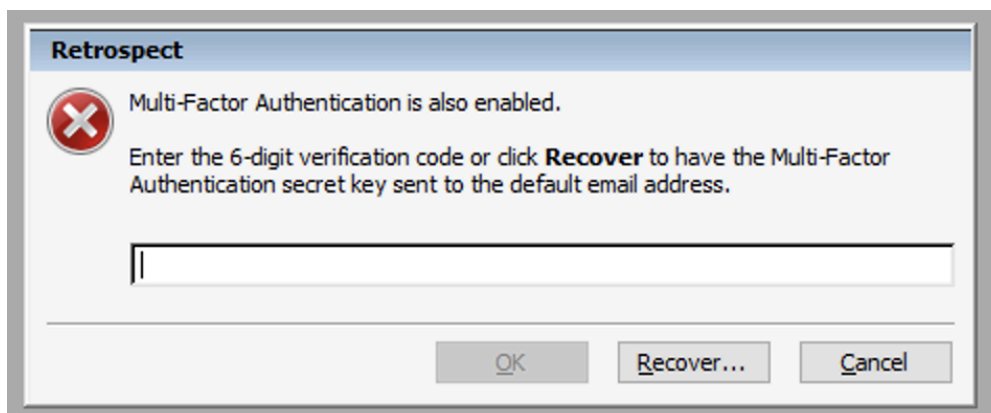 Retrospect
Multi-Factor Authentication is also enabled.
Enter the 6-digit verification code or click Recover to have the Multi-Factor
Authentication secret key sent to the default email address.
OK
Recover...
Cancel